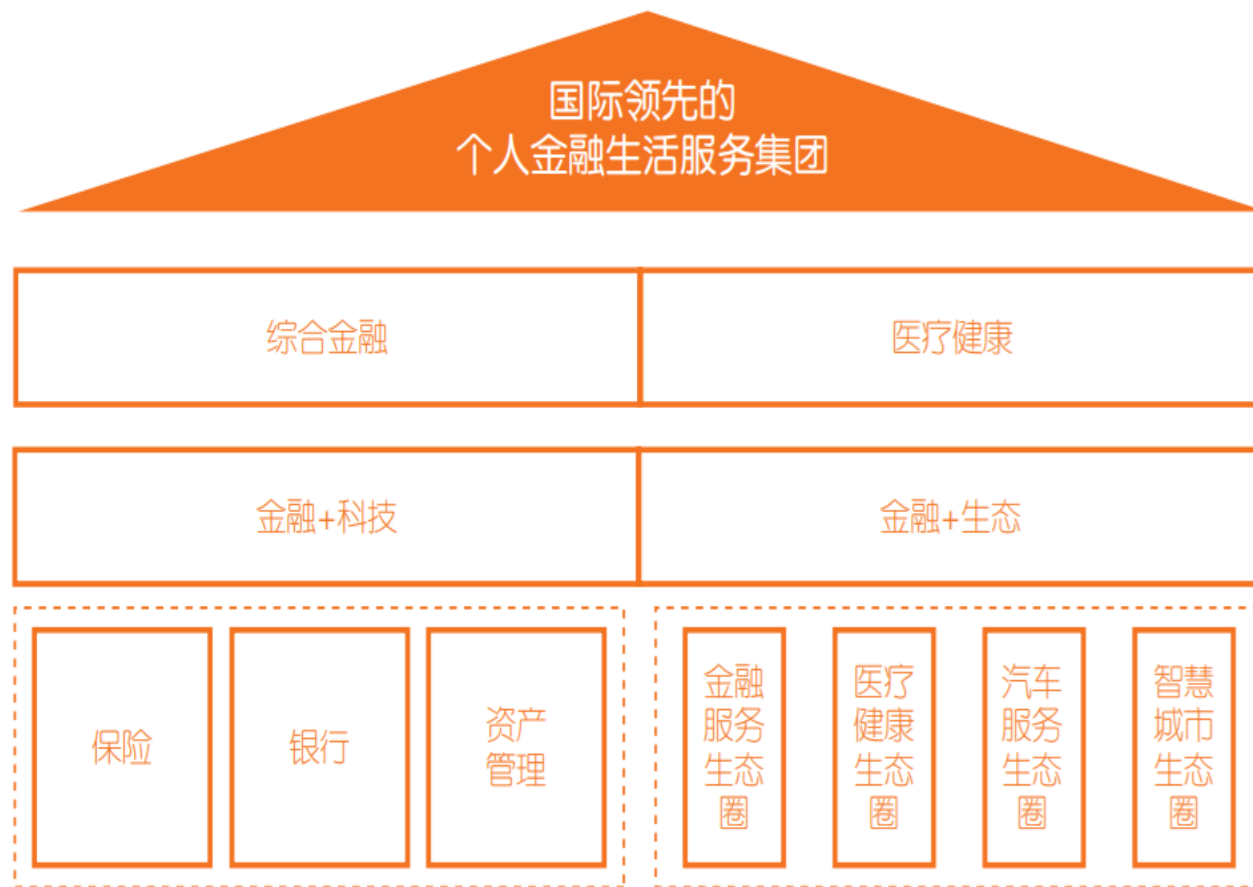 国际领先的
个人金融生活服务集团
综合金融
医疗健康
金融+科技
金融+生态
保险
银行
资产
管理
金融
服务
生态
圈
医疗
健康
生态
圈
汽车
服务
生态
圈
智慧
城市
生态
圈